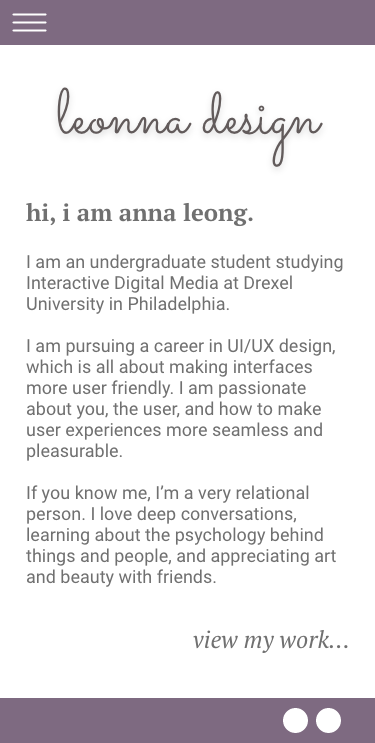 leonna design
hi, i am anna leong.
I am an undergraduate student studying
Interactive Digital Media at Drexel
University in Philadelphia.
I am pursuing a career in UI/UX design,
which is all about making interfaces
more user friendly. I am passionate
about you, the user, and how to make
user experiences more seamless and
pleasurable.
If you know me, I’m a very relational
person. I love deep conversations,
learning about the psychology behind
things and people, and appreciating art
and beauty with friends.
view my work...